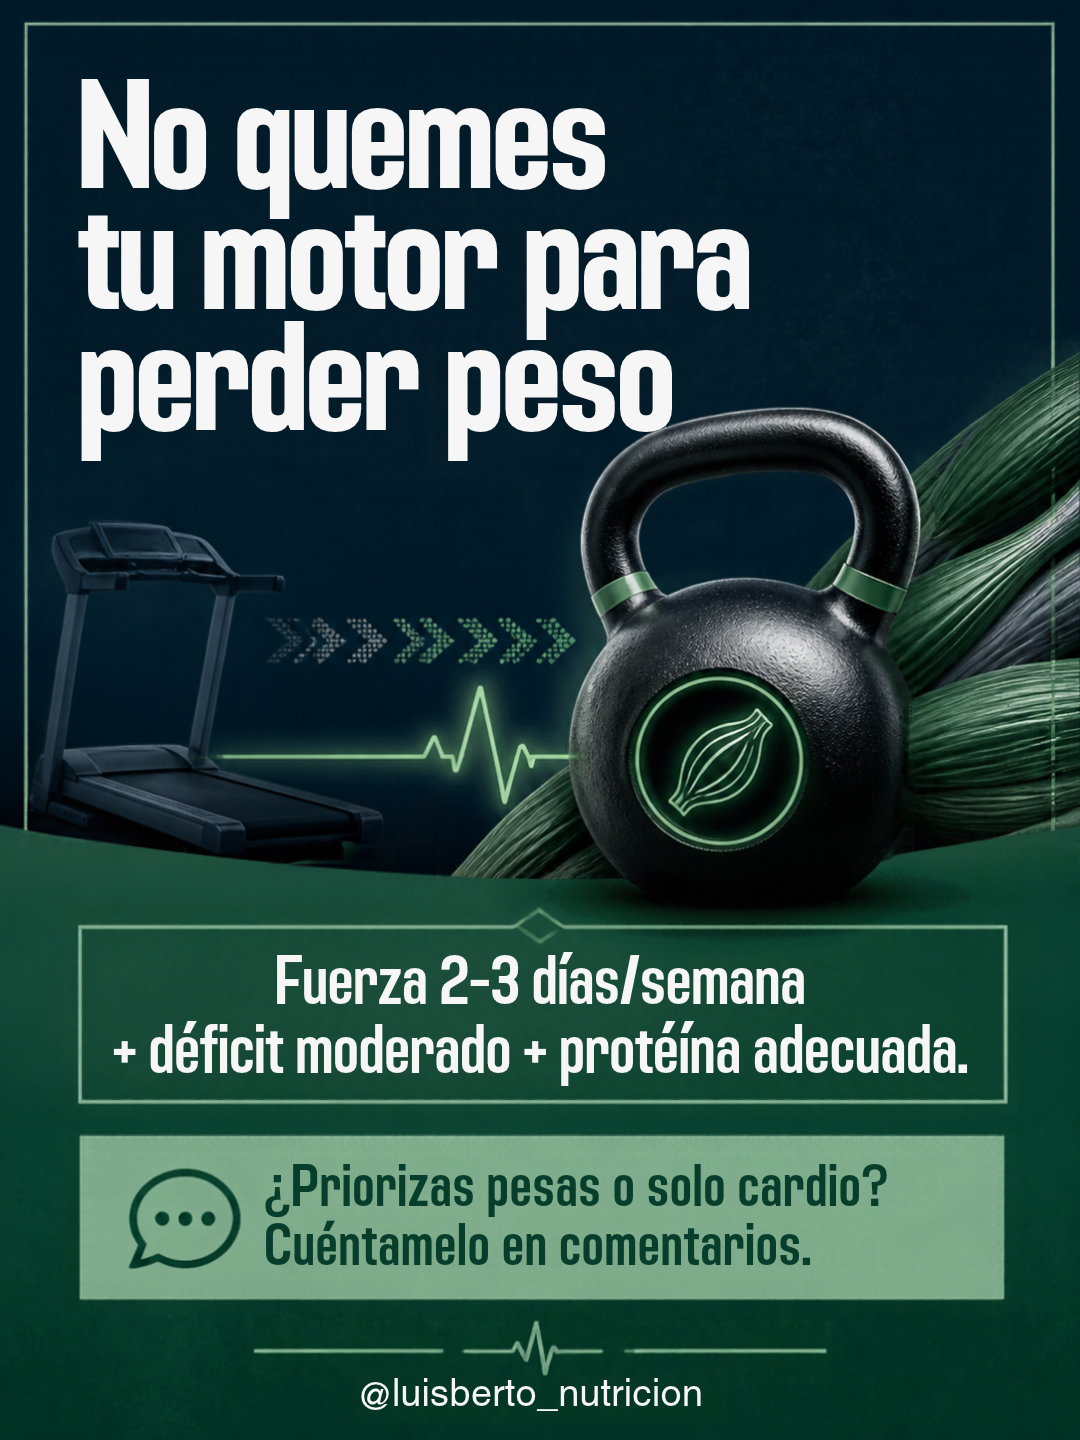 No quemes
tu motor para
perder peso
Fuerza 2-3 días/semana
+ déficit moderado + protéína adecuada.
¿Priorizas pesas o solo cardio?
Cuéntamelo en comentarios.
@luisberto_nutricion